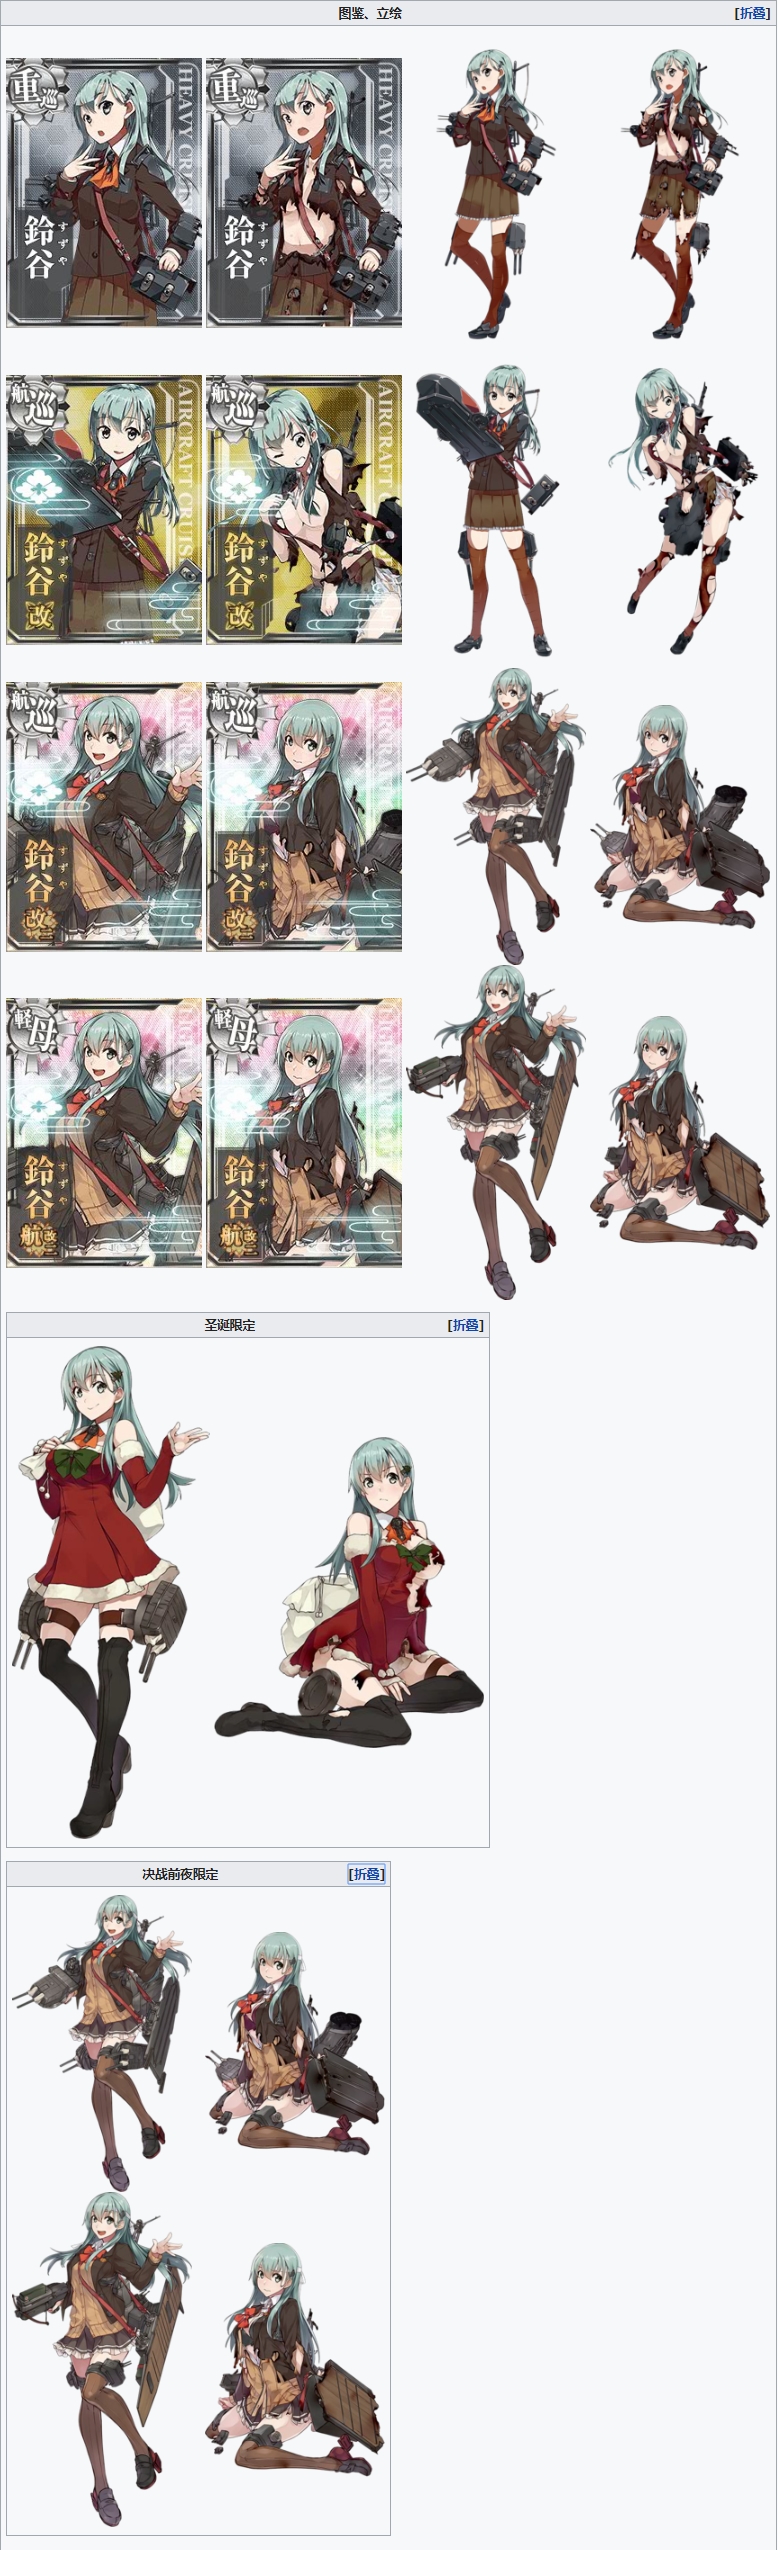 图鉴、立绘 [折叠]
重巡 HEAVY CRUI
鈴谷
すずや
重巡 HEAVY CRUI
鈴谷
すずや
航巡 AIRCRAFT CRUIS
鈴谷改
すずや
航巡 AIRCRAFT
鈴谷改
すずや
航巡
鈴谷改二
すずや
航巡
鈴谷改二
すずや
軽母
鈴谷航改二
すずや
軽母
鈴谷航改二
すずや
圣诞限定 [折叠]
决战前夜限定 [折叠]